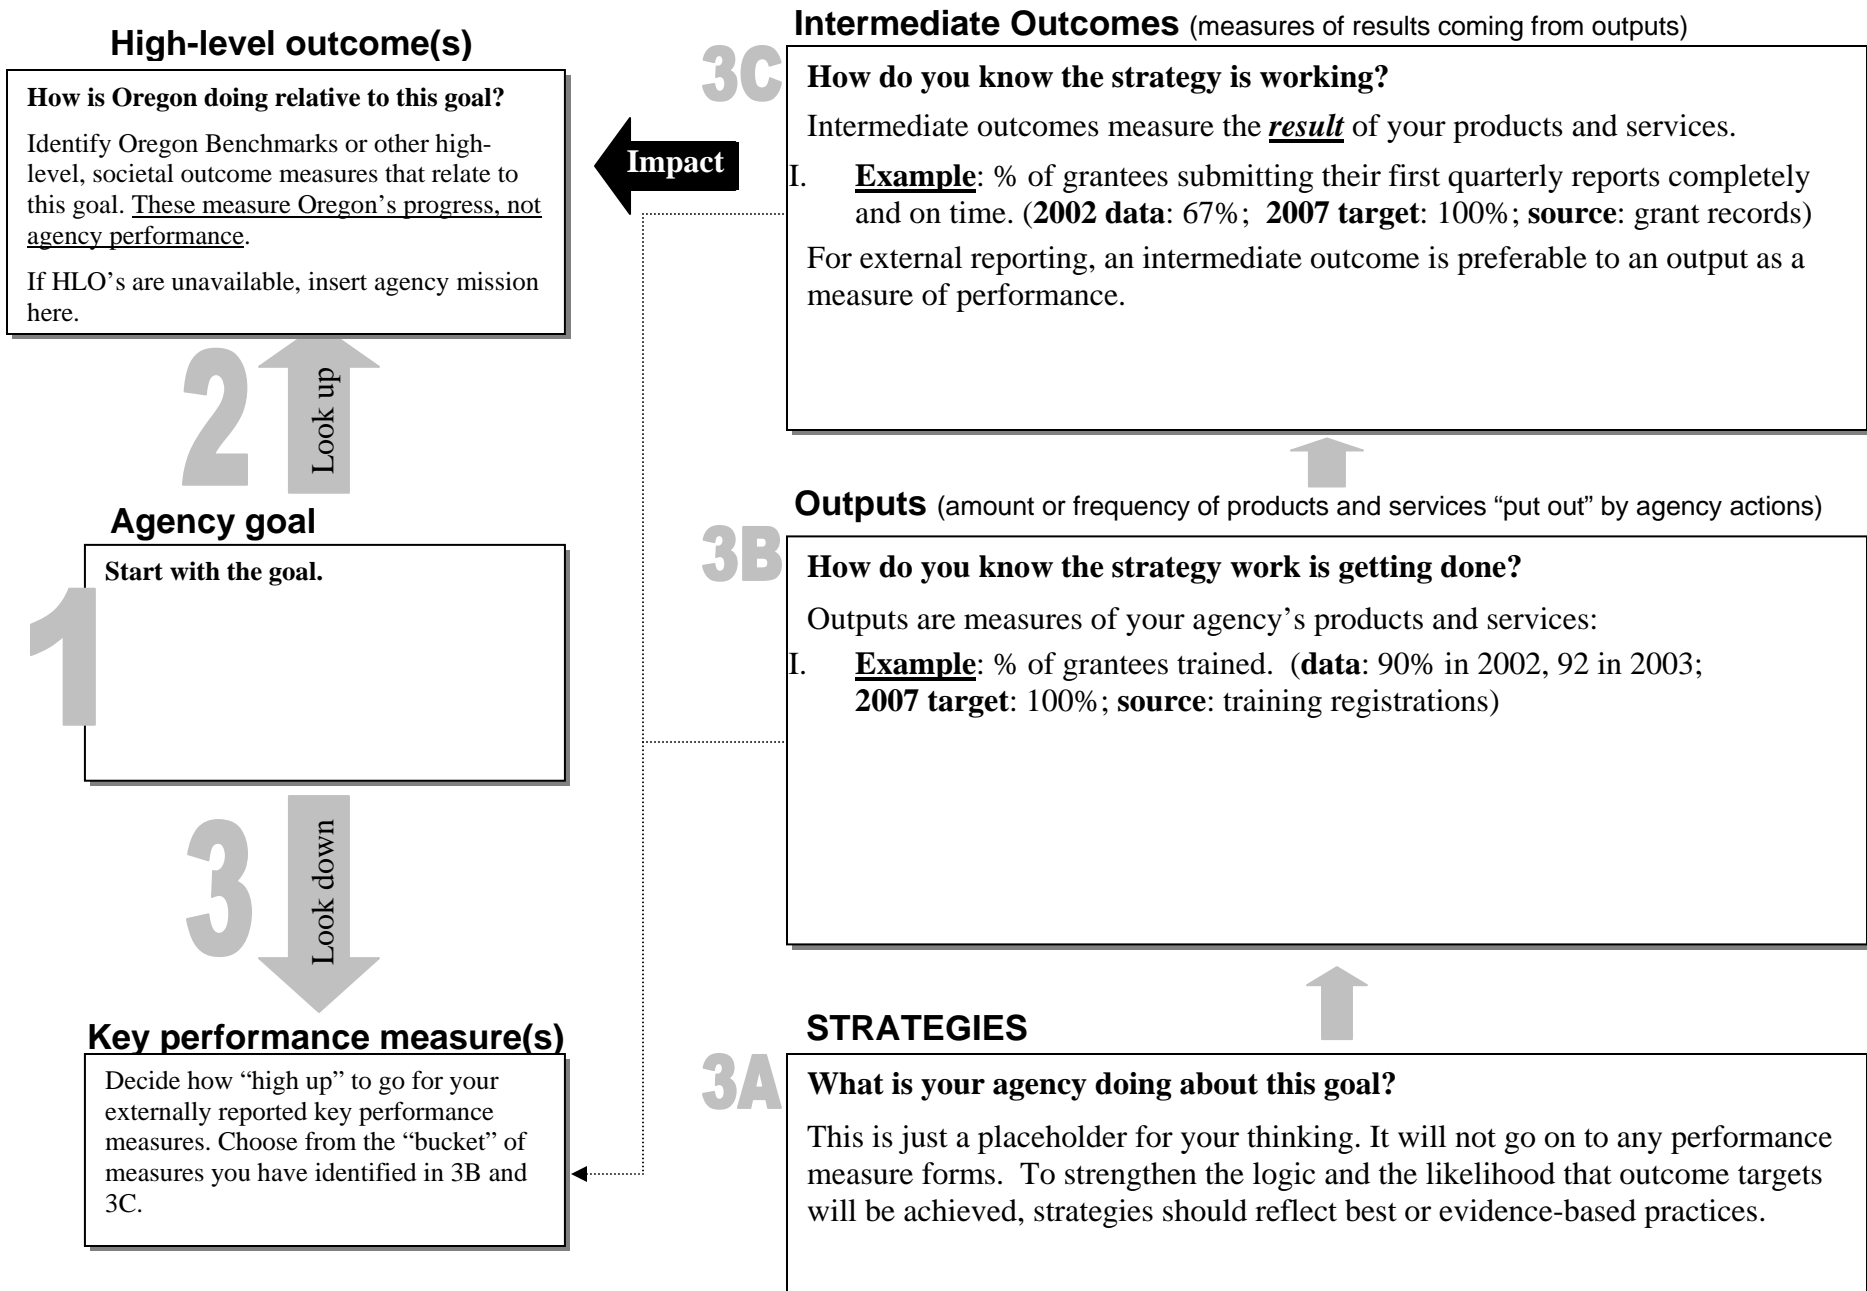 High-level outcome(s)
How is Oregon doing relative to this goal?
Identify Oregon Benchmarks or other high-
level, societal outcome measures that relate to
this goal. These measure Oregon’s progress, not
agency performance.
If HLO’s are unavailable, insert agency mission
here.
2
Look up
Agency goal
1
Start with the goal.
3
Look down
Key performance measure(s)
Decide how “high up” to go for your
externally reported key performance
measures. Choose from the “bucket” of
measures you have identified in 3B and
3C.
Impact
Intermediate Outcomes (measures of results coming from outputs)
3C
How do you know the strategy is working?
Intermediate outcomes measure the result of your products and services.
I. Example: % of grantees submitting their first quarterly reports completely
and on time. (2002 data: 67%; 2007 target: 100%; source: grant records)
For external reporting, an intermediate outcome is preferable to an output as a
measure of performance.
Outputs (amount or frequency of products and services “put out” by agency actions)
3B
How do you know the strategy work is getting done?
Outputs are measures of your agency’s products and services:
I. Example: % of grantees trained. (data: 90% in 2002, 92 in 2003;
2007 target: 100%; source: training registrations)
STRATEGIES
3A
What is your agency doing about this goal?
This is just a placeholder for your thinking. It will not go on to any performance
measure forms. To strengthen the logic and the likelihood that outcome targets
will be achieved, strategies should reflect best or evidence-based practices.